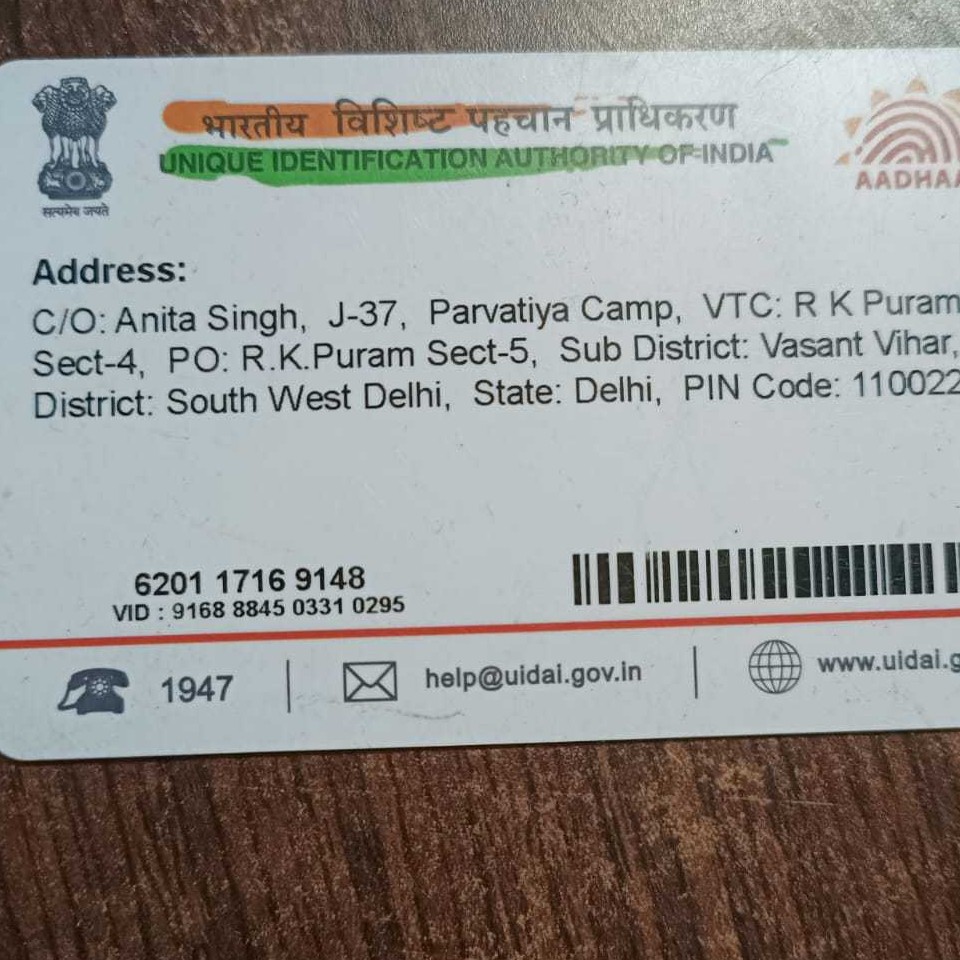 भारतीय विशिष्ट पहचान प्राधिकरण
UNIQUE IDENTIFICATION AUTHORITY OF INDIA
सत्यमेव जयते
AADHAA
Address:
C/O: Anita Singh, J-37, Parvatiya Camp, VTC: R K Puram
Sect-4, PO: R.K.Puram Sect-5, Sub District: Vasant Vihar,
District: South West Delhi, State: Delhi, PIN Code: 110022
6201 1716 9148
VID : 9168 8845 0331 0295
1947
help@uidai.gov.in
www.uidai.g